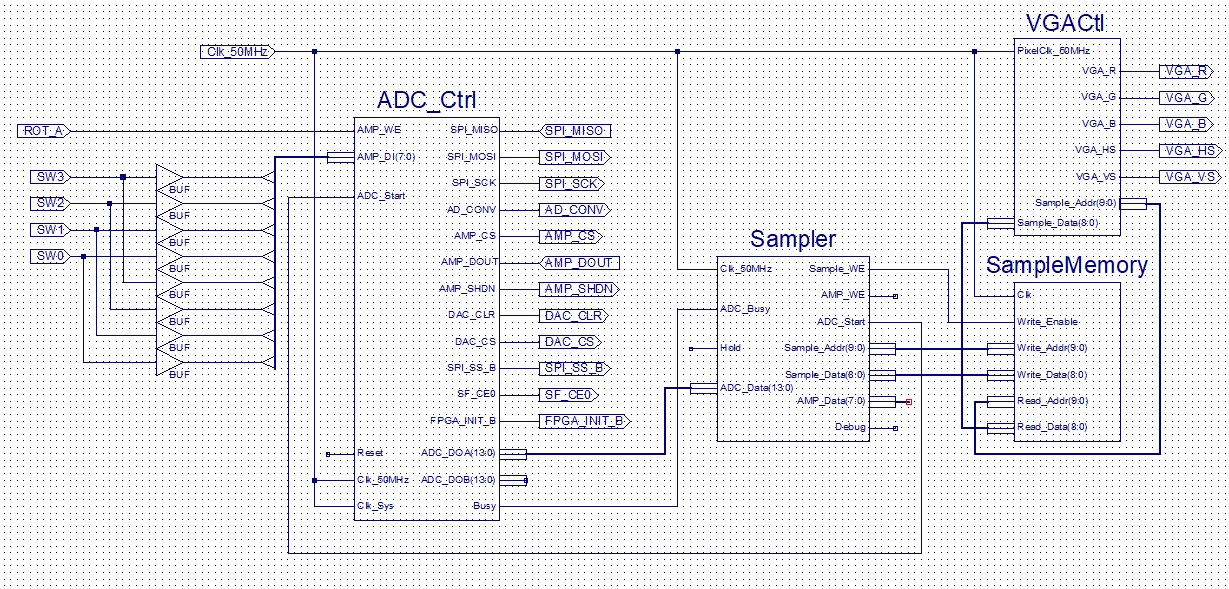 VGACtl
Clk_50MHz
PixelClk_50MHz
VGA_R
VGA_R
VGA_G
VGA_G
VGA_B
VGA_B
VGA_HS
VGA_HS
VGA_VS
VGA_VS
Sample_Addr(9:0)
Sample_Data(8:0)
ADC_Ctrl
ROT_A
SW3
SW2
SW1
SW0
BUF
BUF
BUF
BUF
BUF
BUF
BUF
BUF
AMP_WE
AMP_DI(7:0)
ADC_Start
Reset
Clk_50MHz
Clk_Sys
SPI_MISO
SPI_MISO
SPI_MOSI
SPI_MOSI
SPI_SCK
SPI_SCK
AD_CONV
AD_CONV
AMP_CS
AMP_CS
AMP_DOUT
AMP_DOUT
AMP_SHDN
AMP_SHDN
DAC_CLR
DAC_CLR
DAC_CS
DAC_CS
SPI_SS_B
SPI_SS_B
SF_CE0
SF_CE0
FPGA_INIT_B
FPGA_INIT_B
ADC_DOA(13:0)
ADC_DOB(13:0)
Busy
Sampler
Clk_50MHz
ADC_Busy
Hold
ADC_Data(13:0)
Sample_WE
AMP_WE
ADC_Start
Sample_Addr(9:0)
Sample_Data(8:0)
AMP_Data(7:0)
Debug
SampleMemory
Clk
Write_Enable
Write_Addr(9:0)
Write_Data(8:0)
Read_Addr(9:0)
Read_Data(8:0)